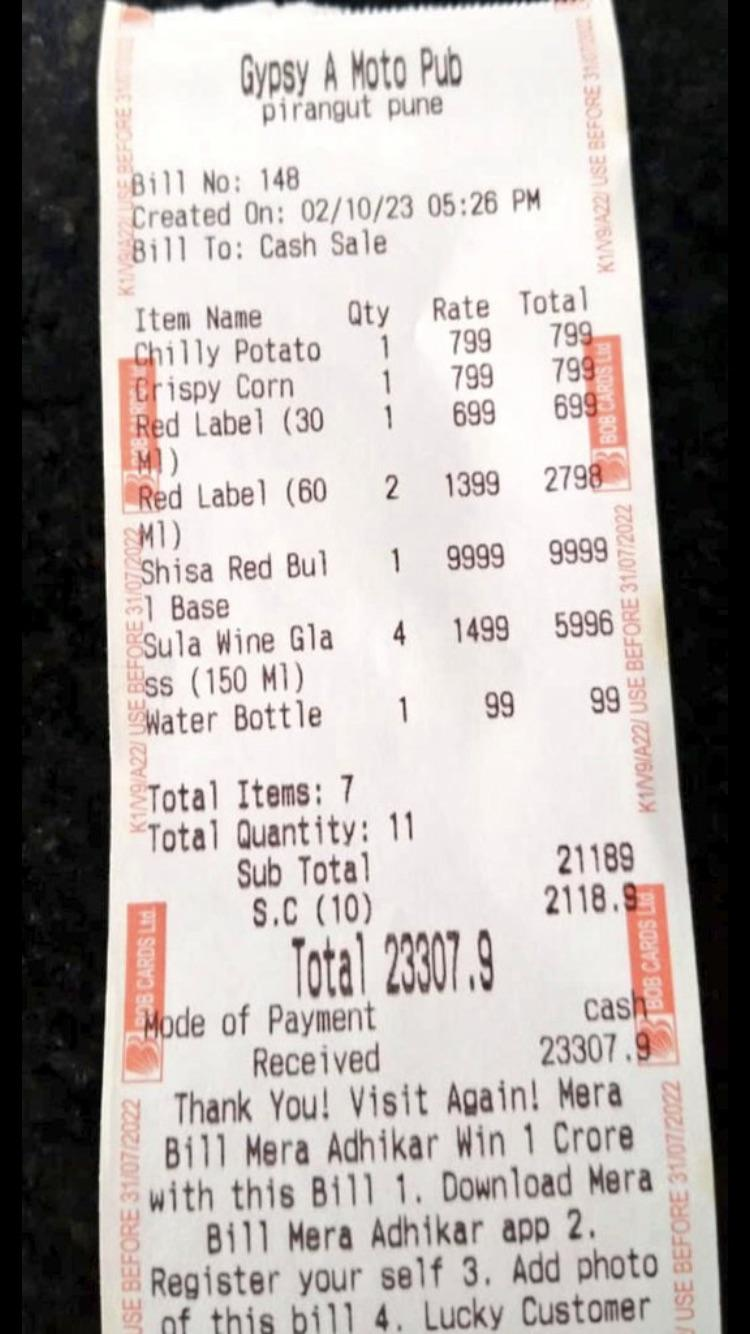 Gypsy A Moto Pub
pirangut pune
Bill No: 148
Created On: 02/10/23 05:26 PM
Bill To: Cash Sale
Item Name Qty Rate Total
Chilly Potato 1 799 799
Crispy Corn 1 799 799
Red Label (30 1 699 699
Ml)
Red Label (60 2 1399 2798
Ml)
Shisa Red Bul 1 9999 9999
l Base
Sula Wine Gla 4 1499 5996
ss (150 Ml)
Water Bottle 1 99 99
Total Items: 7
Total Quantity: 11
Sub Total 21189
S.C (10) 2118.9
Total 23307.9
Mode of Payment cash
Received 23307.9
Thank You! Visit Again! Mera
Bill Mera Adhikar Win 1 Crore
with this Bill 1. Download Mera
Bill Mera Adhikar app 2.
Register your self 3. Add photo
of this bill 4. Lucky Customer
K1/V9/A22/ USE BEFORE 31/07/2022
BOB CARDS Ltd.
K1/V9/A22/ USE BEFORE 31/07/2022
BOB CARDS Ltd.
USE BEFORE 31/07/2022
K1/V9/A22/ USE BEFORE 31/07/2022
BOB CARDS Ltd
K1/V9/A22/ USE BEFORE 31/07/2022
BOB CARDS Ltd.
/ USE BEFORE 31/07/2022